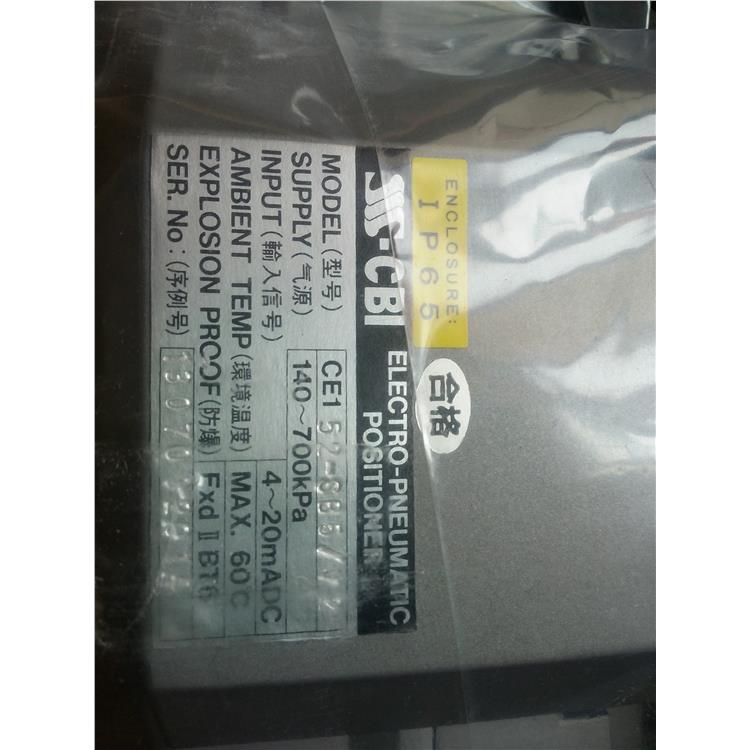 ENCLOSURE:
IP65
合格
CBI ELECTRO-PNEUMATIC
POSITIONER
MODEL (型号) CE1
SUPPLY (气源) 140~700kPa
INPUT (輸入信号) 4~20mADC
AMBIENT TEMP (環境温度) MAX. 60℃
EXPLOSION PROOF (防爆) Exd II BT6
SER. No: (序例号)